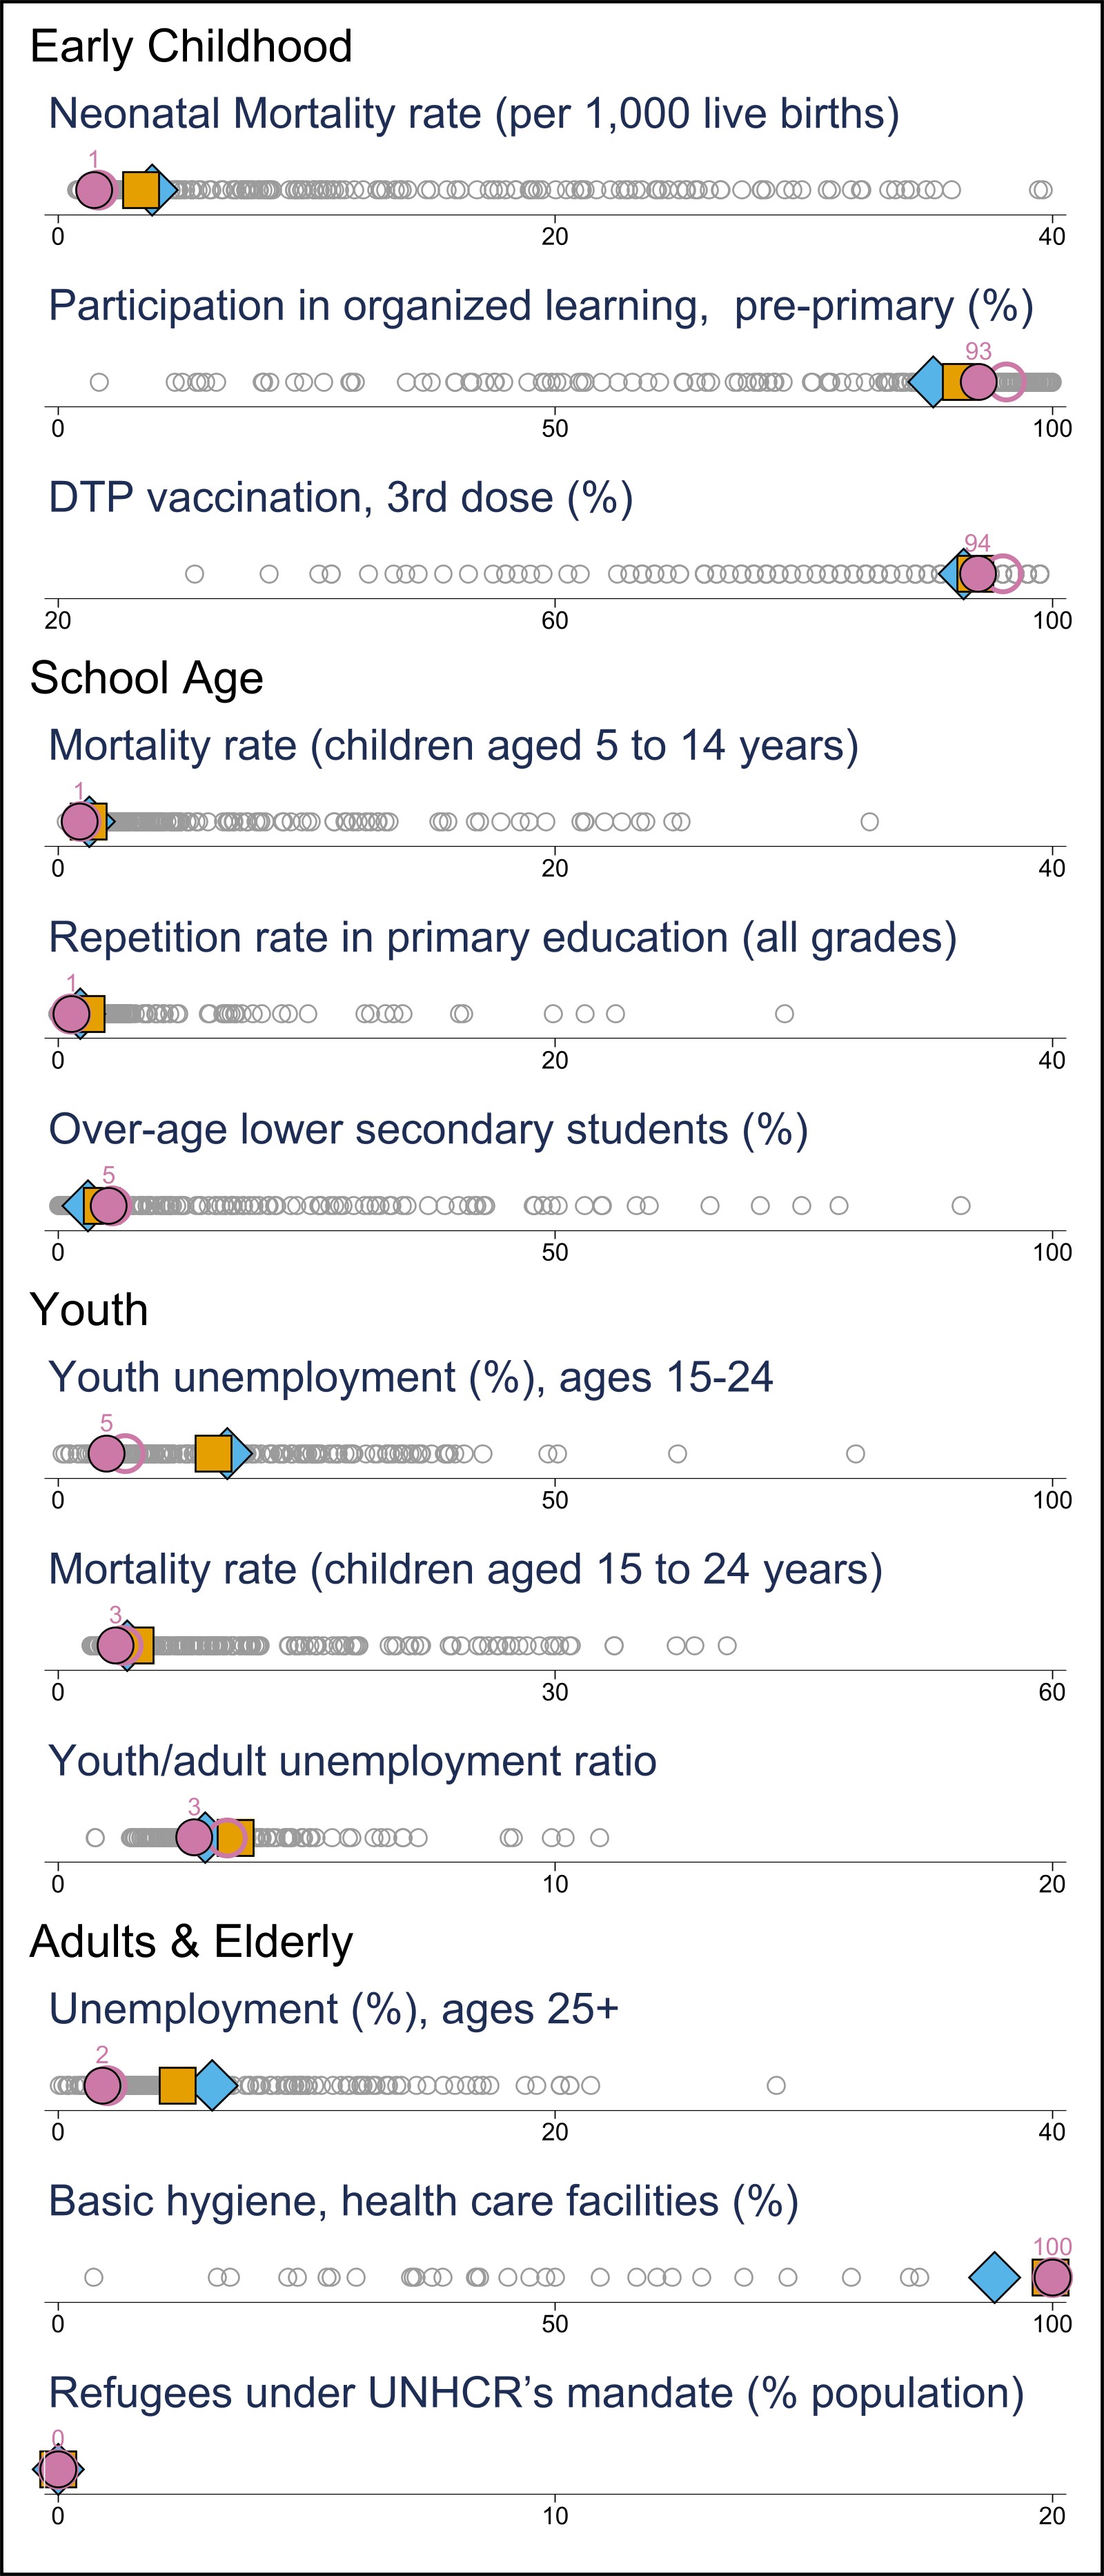 Early Childhood
Neonatal Mortality rate (per 1,000 live births)
1
0 20 40
Participation in organized learning,  pre-primary (%)
93
0 50 100
DTP vaccination, 3rd dose (%)
94
20 60 100
School Age
Mortality rate (children aged 5 to 14 years)
1
0 20 40
Repetition rate in primary education (all grades)
1
0 20 40
Over-age lower secondary students (%)
5
0 50 100
Youth
Youth unemployment (%), ages 15-24
5
0 50 100
Mortality rate (children aged 15 to 24 years)
3
0 30 60
Youth/adult unemployment ratio
3
0 10 20
Adults & Elderly
Unemployment (%), ages 25+
2
0 20 40
Basic hygiene, health care facilities (%)
100
0 50 100
Refugees under UNHCR’s mandate (% population)
0
0 10 20